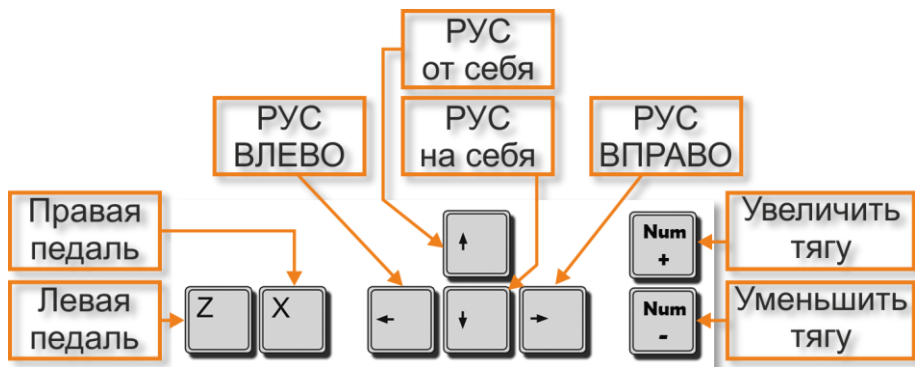 РУС
от себя
РУС
ВЛЕВО
РУС
на себя
РУС
ВПРАВО
Правая
педаль
Левая
педаль
Z
X
↑
←
↓
→
Num
+
Num
-
Увеличить
тягу
Уменьшить
тягу